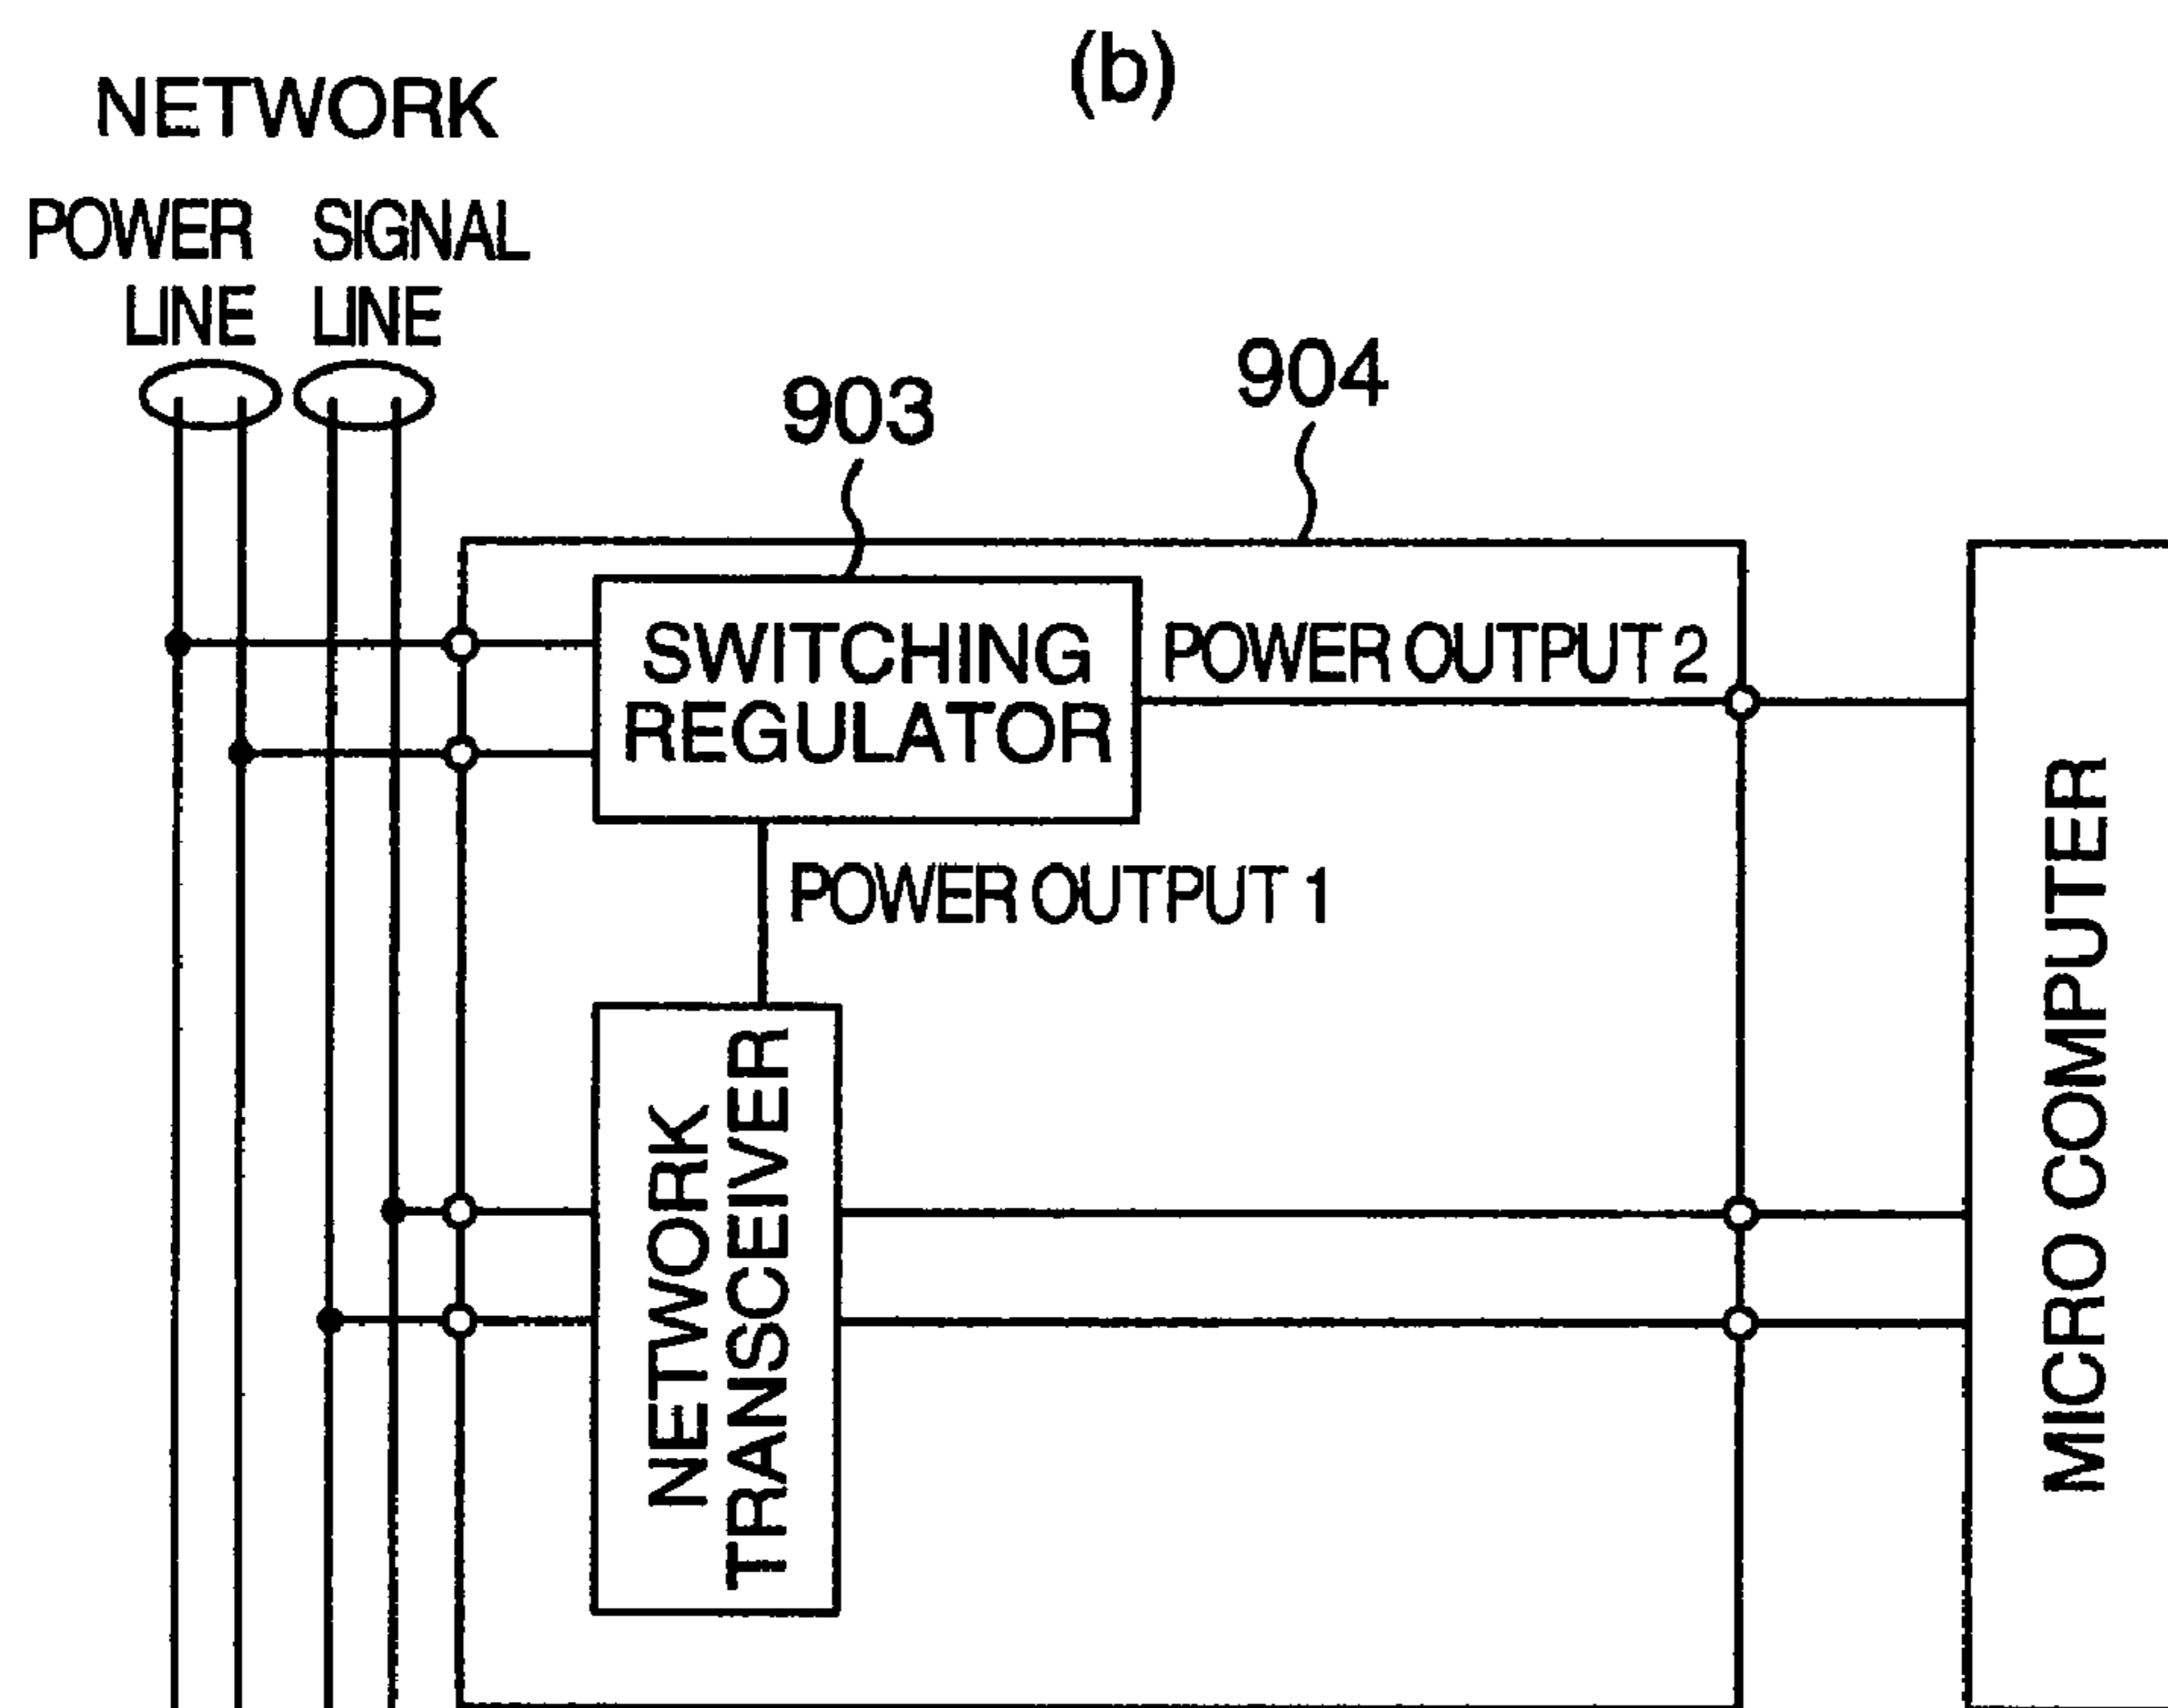 (b)
NETWORK
POWER LINE
SIGNAL LINE
903
904
SWITCHING
REGULATOR
POWER OUTPUT 2
POWER OUTPUT 1
NETWORK
TRANSCEIVER
MICRO COMPUTER